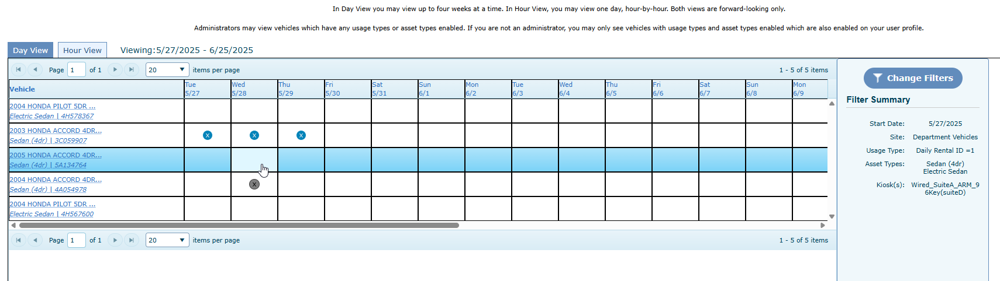 In Day View you may view up to four weeks at a time. In Hour View, you may view one day, hour-by-hour. Both views are forward-looking only.
Administrators may view vehicles which have any usage types or asset types enabled. If you are not an administrator, you may only see vehicles with usage types and asset types enabled which are also enabled on your user profile.
Day View Hour View Viewing:5/27/2025 - 6/25/2025
Page 1 of 1 20 items per page 1 - 5 of 5 items
Vehicle
Tue 5/27
Wed 5/28
Thu 5/29
Fri 5/30
Sat 5/31
Sun 6/1
Mon 6/2
Tue 6/3
Wed 6/4
Thu 6/5
Fri 6/6
Sat 6/7
Sun 6/8
Mon 6/9
2004 HONDA PILOT 5DR ...
Electric Sedan | 4H578367
2003 HONDA ACCORD 4DR...
Sedan (4dr) | 3C059907
X X X
2005 HONDA ACCORD 4DR...
Sedan (4dr) | 5A134764
2004 HONDA ACCORD 4DR...
Sedan (4dr) | 4A054978
X
2004 HONDA PILOT 5DR ...
Electric Sedan | 4H567600
Page 1 of 1 20 items per page 1 - 5 of 5 items
Change Filters
Filter Summary
Start Date: 5/27/2025
Site: Department Vehicles
Usage Type: Daily Rental ID =1
Asset Types: Sedan (4dr)
Electric Sedan
Kiosk(s): Wired_SuiteA_ARM_9
6Key(suiteD)